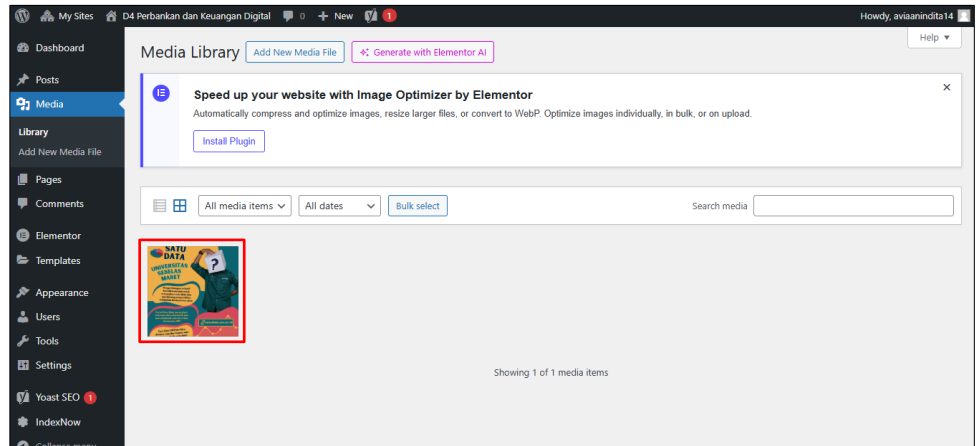 My Sites D4 Perbankan dan Keuangan Digital 0 + New 1 Howdy, aviaanindita14
Dashboard
Posts
Media
Library
Add New Media File
Pages
Comments
Elementor
Templates
Appearance
Users
Tools
Settings
Yoast SEO 1
IndexNow
Collapse menu
Help
Media Library Add New Media File Generate with Elementor AI
Speed up your website with Image Optimizer by Elementor
Automatically compress and optimize images, resize larger files, or convert to WebP. Optimize images individually, in bulk, or on upload.
Install Plugin
All media items All dates Bulk select Search media
SATU
DATA
UNIVERSITAS
SEBELAS
MARET
?
Showing 1 of 1 media items